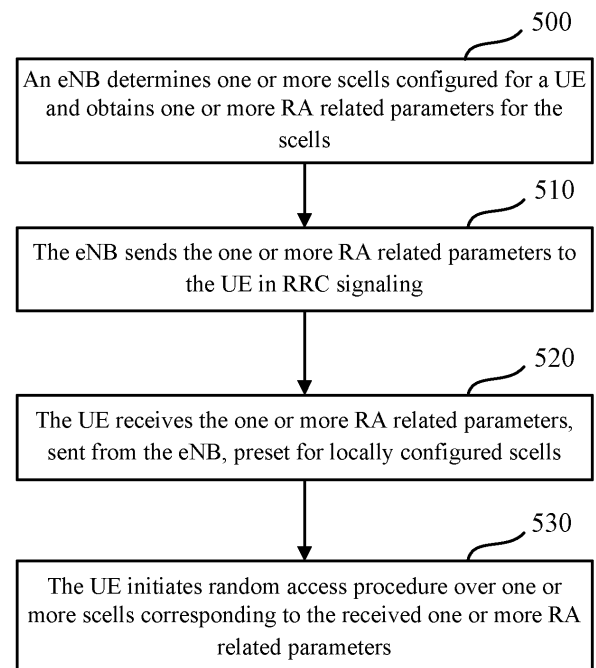 500
An eNB determines one or more scells configured for a UE
and obtains one or more RA related parameters for the
scells
510
The eNB sends the one or more RA related parameters to
the UE in RRC signaling
520
The UE receives the one or more RA related parameters,
sent from the eNB, preset for locally configured scells
530
The UE initiates random access procedure over one or
more scells corresponding to the received one or more RA
related parameters